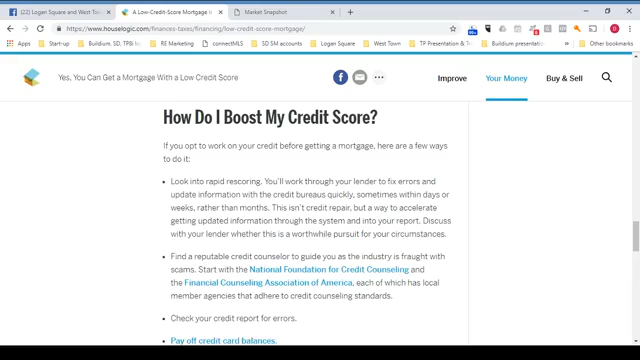 (22) Logan Square and West Town
A Low-Credit-Score Mortgage is
Market Snapshot
https://www.houselogic.com/finances-taxes/financing/low-credit-score-mortgage/
Apps
Start-up
Buildium, SD, TPBi
RE Marketing
connectMLS
SD SM accounts
Logan Square
West Town
TP Presentation & T
Buildium presentation
Other bookmarks
Yes, You Can Get a Mortgage With a Low Credit Score
Improve
Your Money
Buy & Sell
How Do I Boost My Credit Score?
If you opt to work on your credit before getting a mortgage, here are a few ways
to do it:
• Look into rapid rescoring. You'll work through your lender to fix errors and
update information with the credit bureaus quickly, sometimes within days or
weeks, rather than months. This isn't credit repair, but a way to accelerate
getting updated information through the system and into your report. Discuss
with your lender whether this is a worthwhile pursuit for your circumstances.
• Find a reputable credit counselor to guide you as the industry is fraught with
scams. Start with the National Foundation for Credit Counseling and
the Financial Counseling Association of America, each of which has local
member agencies that adhere to credit counseling standards.
• Check your credit report for errors.
• Pay off credit card balances.